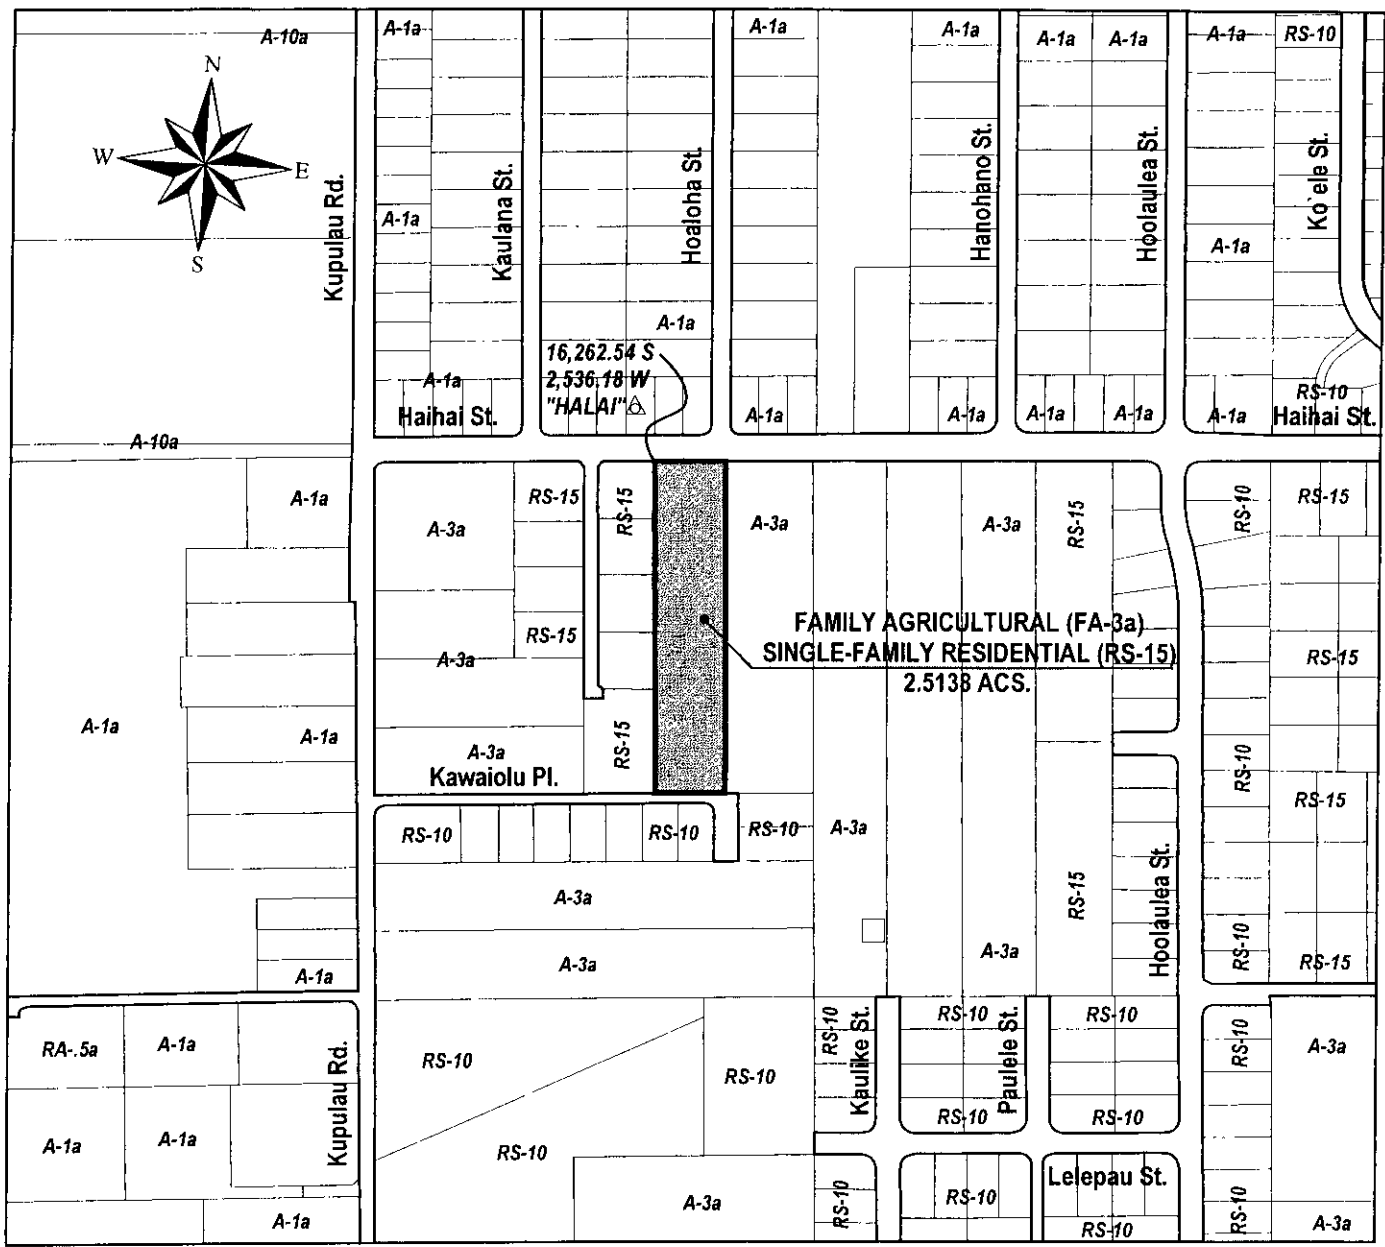 A-10a
A-1a
A-1a
A-1a
A-1a
A-1a
A-1a
RS-10
N
W
E
S
Kupulau Rd.
Kaulana St.
Hoaloha St.
Hanohano St.
Hoolaulea St.
Ko`ele St.
A-1a
A-1a
A-1a
16,262.54 S
2,536.18 W
"HALAI"
A-1a
RS-10
Haihai St.
A-1a
A-1a
A-1a
A-1a
A-1a
Haihai St.
A-10a
A-1a
A-3a
RS-15
RS-15
A-3a
A-3a
RS-15
RS-10
RS-15
FAMILY AGRICULTURAL (FA-3a)
SINGLE-FAMILY RESIDENTIAL (RS-15)
2.5138 ACS.
RS-15
A-3a
RS-15
A-1a
A-1a
A-3a
RS-15
Kawaiolu Pl.
RS-10
RS-15
RS-10
RS-10
RS-10
A-3a
A-3a
RS-15
Hoolaulea St.
A-3a
A-3a
RS-10
RS-15
A-1a
RA-.5a
A-1a
Kupulau Rd.
RS-10
RS-10
RS-10
Kaulike St.
RS-10
Paulele St.
RS-10
RS-10
A-3a
RS-10
RS-10
A-1a
A-1a
RS-10
A-3a
RS-10
RS-10
Lelepau St.
RS-10
RS-10
A-3a
A-1a